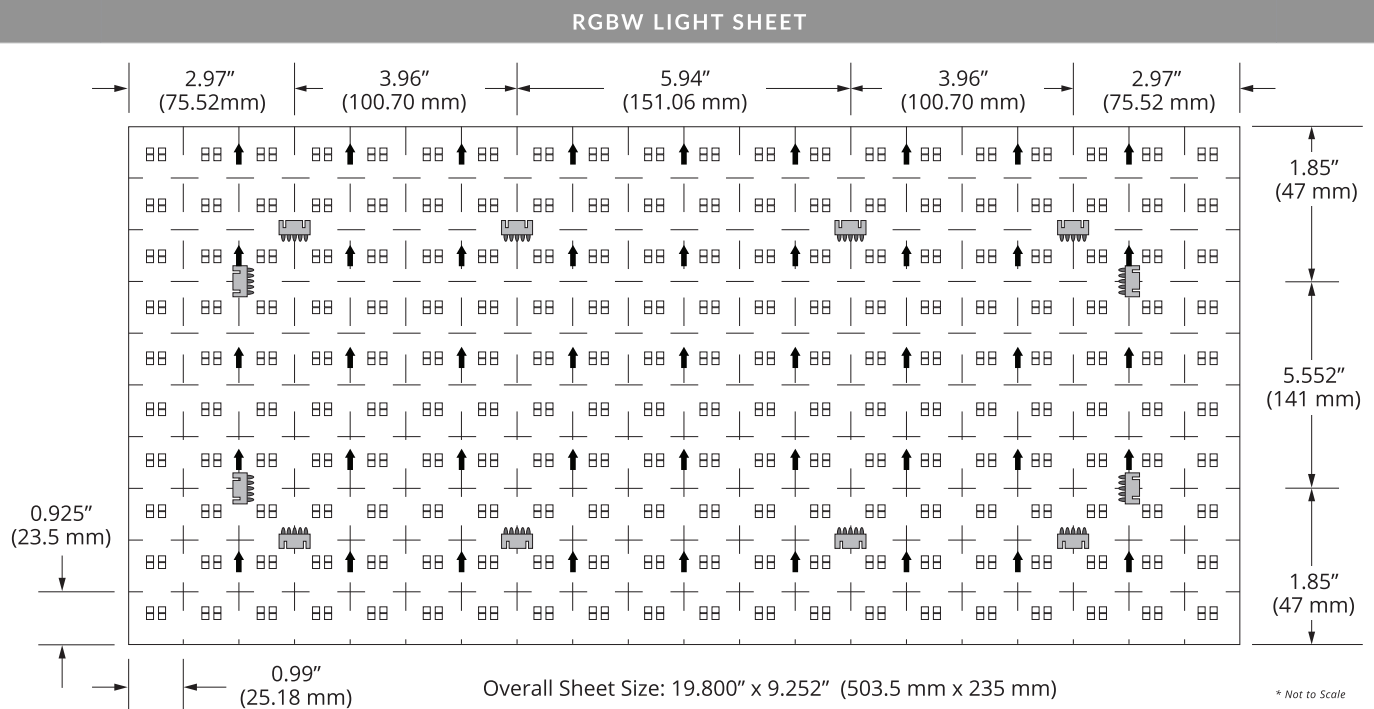 RGBW LIGHT SHEET
2.97”
(75.52mm)
3.96”
(100.70 mm)
5.94”
(151.06 mm)
3.96”
(100.70 mm)
2.97”
(75.52 mm)
1.85”
(47 mm)
5.552”
(141 mm)
0.925”
(23.5 mm)
1.85”
(47 mm)
0.99”
(25.18 mm)
Overall Sheet Size: 19.800” x 9.252” (503.5 mm x 235 mm)
* Not to Scale